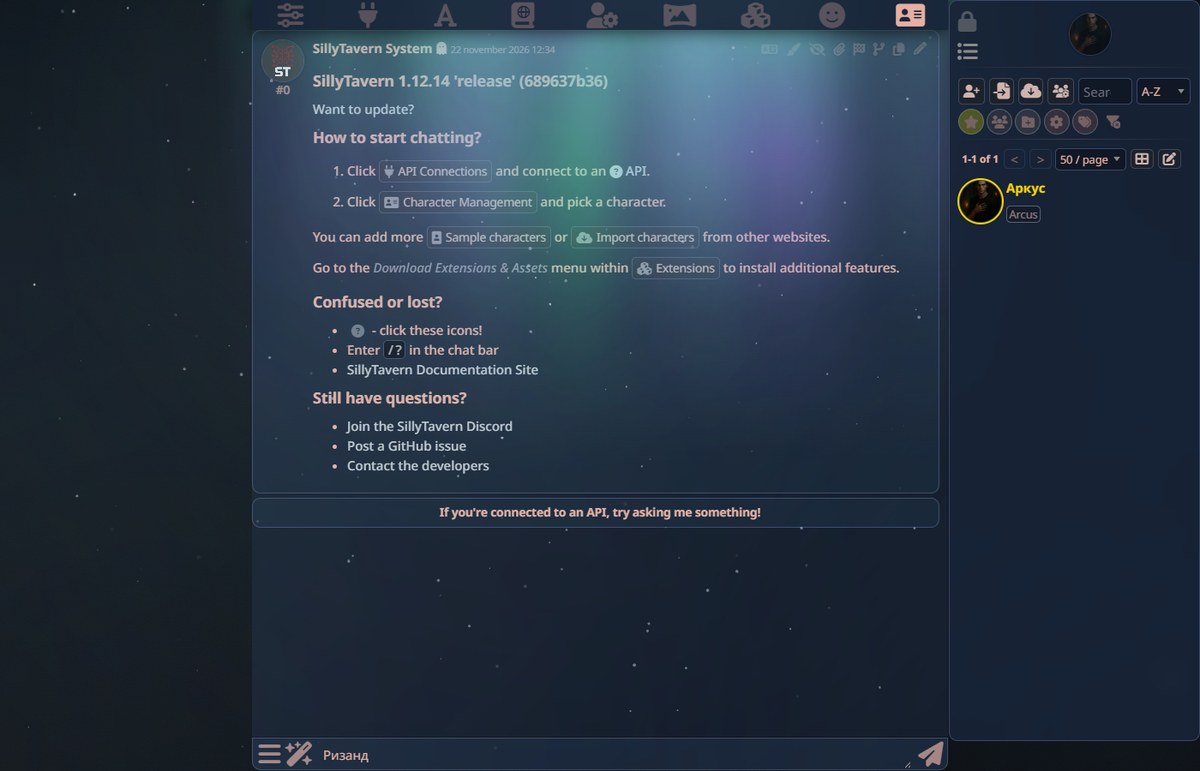 SillyTavern System 22 november 2026 12:34
ST
#0
SillyTavern 1.12.14 'release' (689637b36)
Want to update?
How to start chatting?
1. Click API Connections and connect to an ? API.
2. Click Character Management and pick a character.
You can add more Sample characters or Import characters from other websites.
Go to the Download Extensions & Assets menu within Extensions to install additional features.
Confused or lost?
? - click these icons!
Enter /? in the chat bar
SillyTavern Documentation Site
Still have questions?
Join the SillyTavern Discord
Post a GitHub issue
Contact the developers
If you're connected to an API, try asking me something!
Ризанд
Sear
A-Z
1-1 of 1 < > 50 / page
Аркус
Arcus